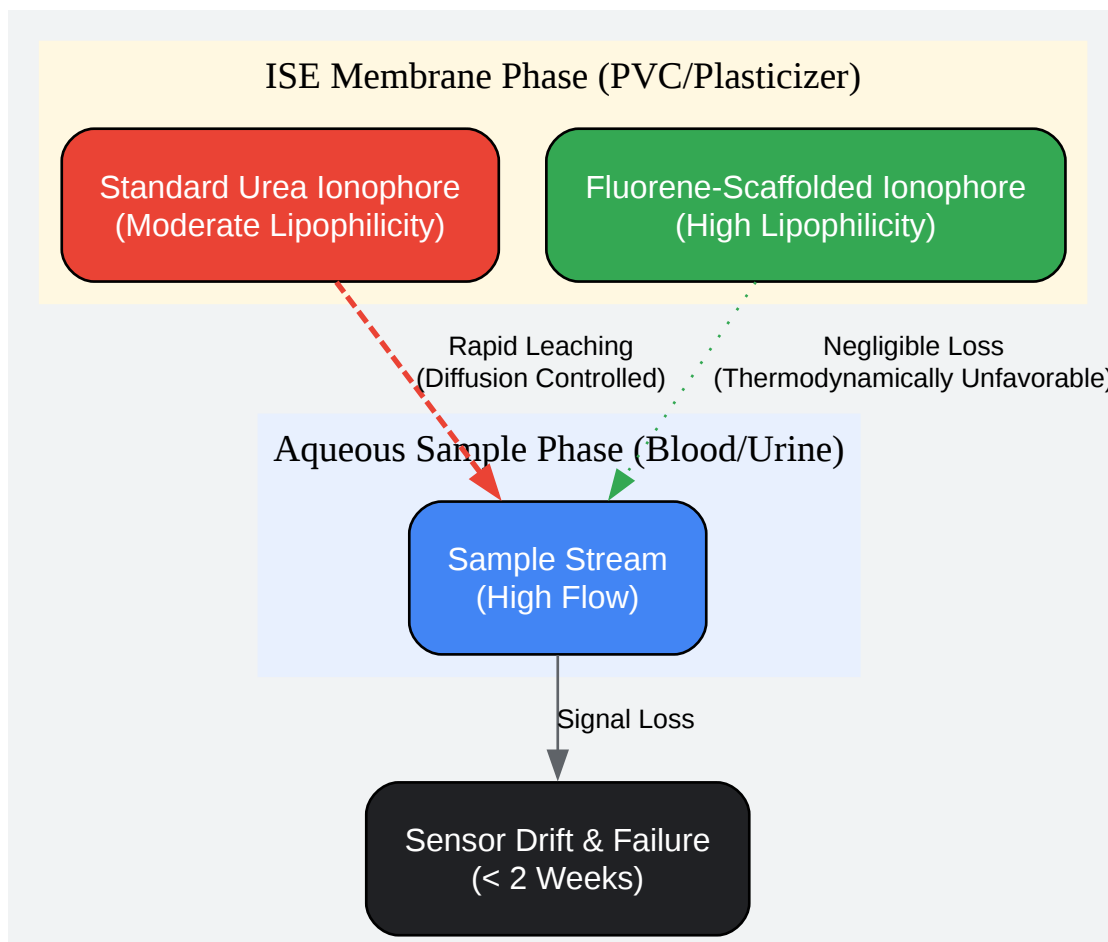 ISE Membrane Phase (PVC/Plasticizer)
Standard Urea Ionophore
(Moderate Lipophilicity)
Fluorene-Scaffolded Ionophore
(High Lipophilicity)
Rapid Leaching
(Diffusion Controlled)
Negligible Loss
(Thermodynamically Unfavorable)
Aqueous Sample Phase (Blood/Urine)
Sample Stream
(High Flow)
Signal Loss
Sensor Drift & Failure
(< 2 Weeks)